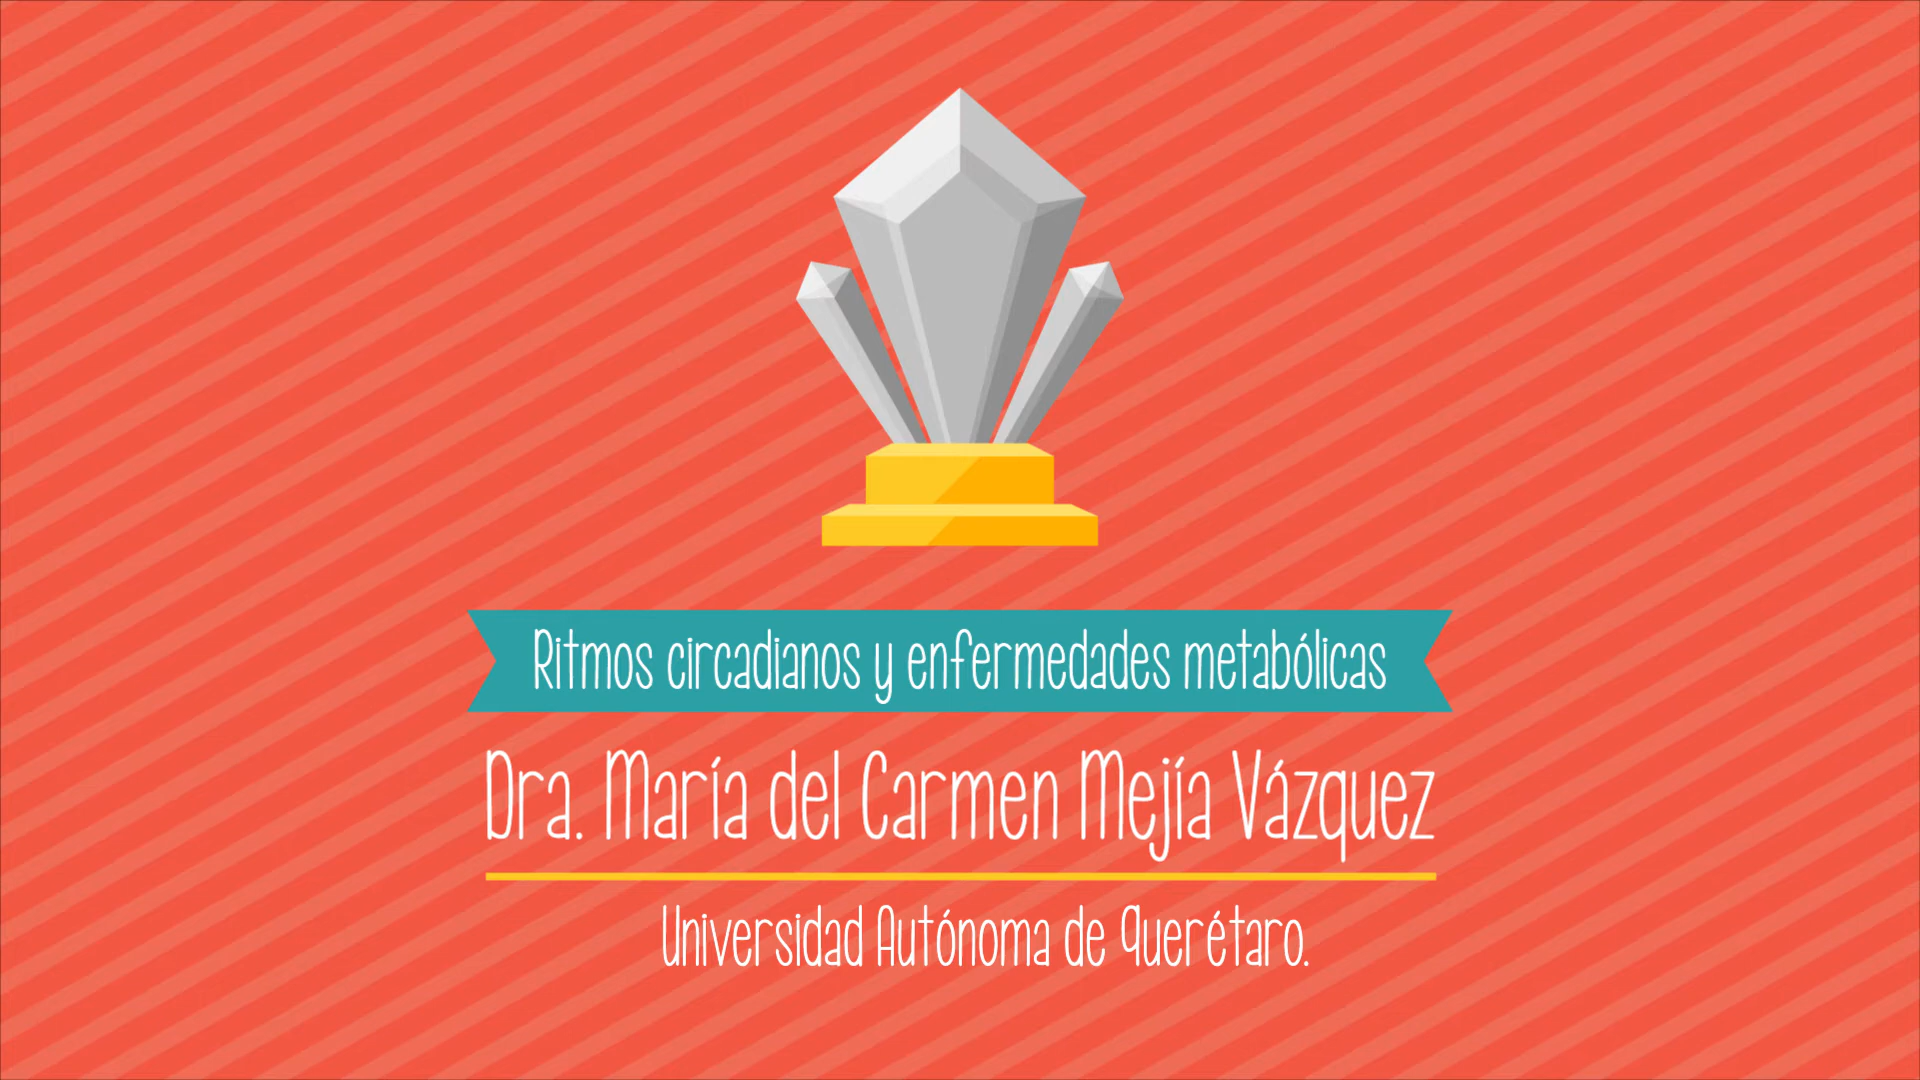 Ritmos circadianos y enfermedades metabólicas
Dra. María del Carmen Mejía Vázquez
Universidad Autónoma de Querétaro.